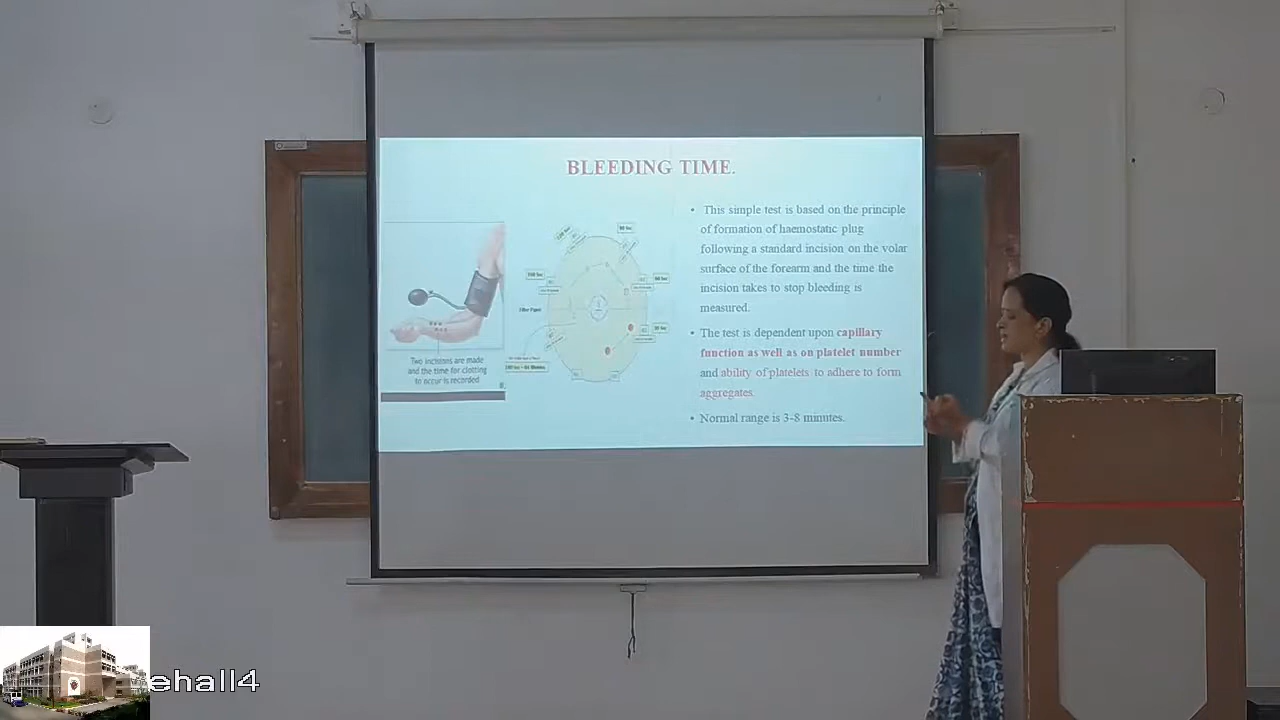 BLEEDING TIME.
• This simple test is based on the principle
of formation of haemostatic plug
following a standard incision on the volar
surface of the forearm and the time the
incision takes to stop bleeding is
measured.
• The test is dependent upon capillary
function as well as on platelet number
and ability of platelets to adhere to form
aggregates.
• Normal range is 3-8 minutes.
Two incisions are made
and the time for clotting
to occur is recorded
Filter Paper
ehall4